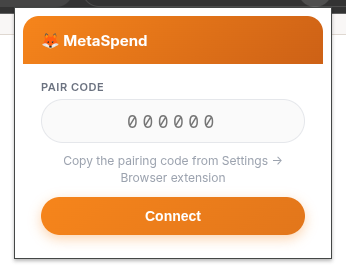 🦊 MetaSpend
PAIR CODE
000000
Copy the pairing code from Settings →
Browser extension
Connect